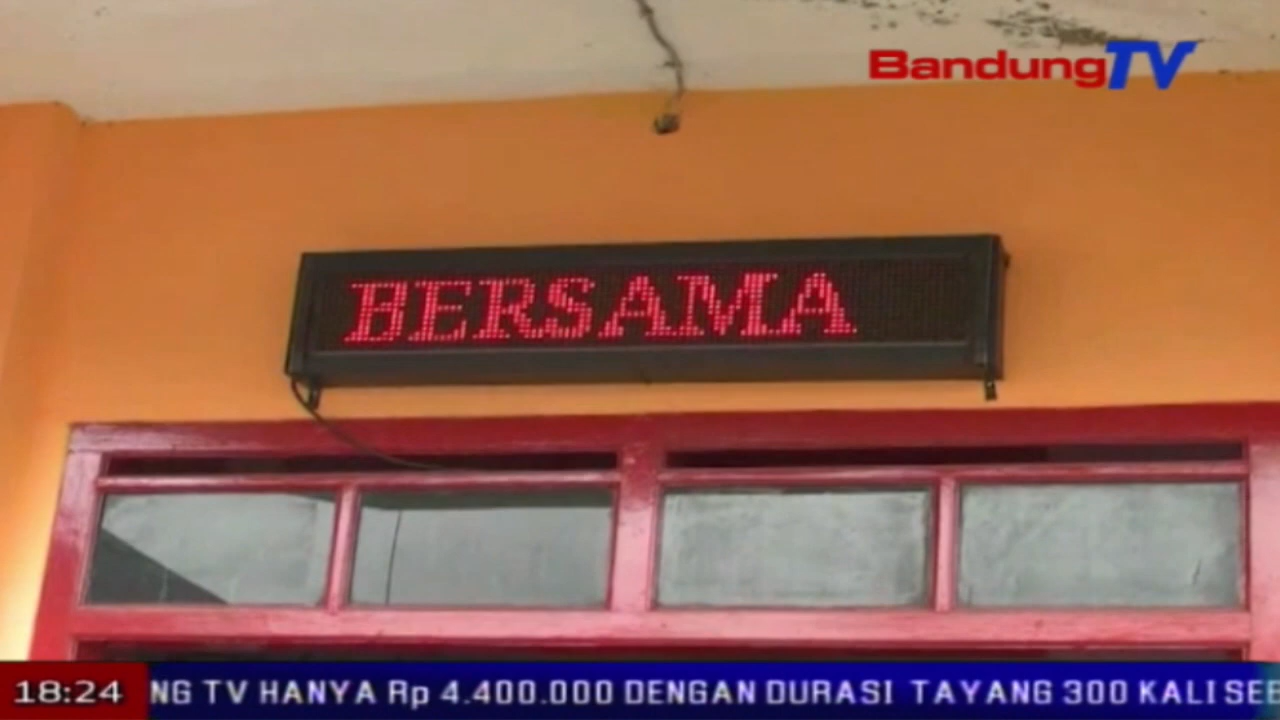 BandungTV
BERSAMA
18:24
NG TV HANYA Rp 4.400.000 DENGAN DURASI TAYANG 300 KALI SEB